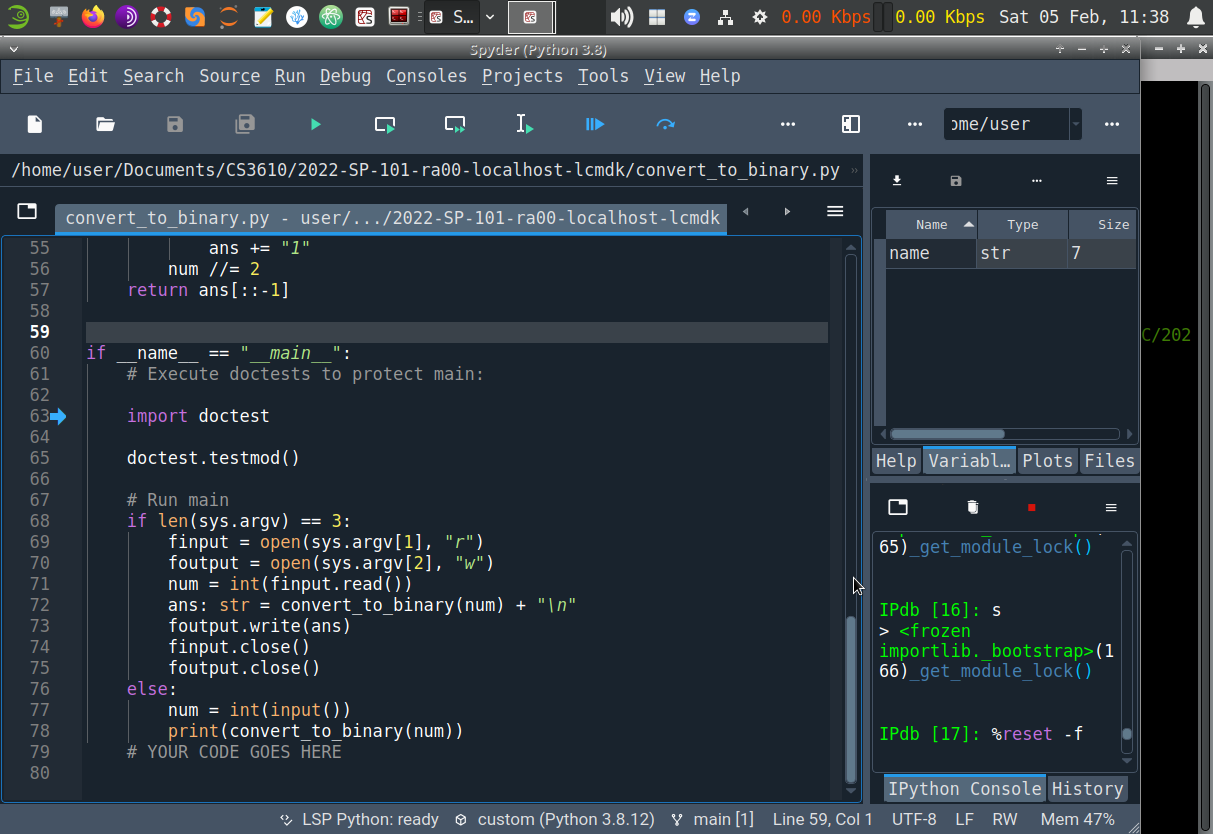 S...
0.00 Kbps 0.00 Kbps Sat 05 Feb, 11:38
Spyder (Python 3.8)
File Edit Search Source Run Debug Consoles Projects Tools View Help
ome/user
/home/user/Documents/CS3610/2022-SP-101-ra00-localhost-lcmdk/convert_to_binary.py
convert_to_binary.py - user/.../2022-SP-101-ra00-localhost-lcmdk
55 ans += "1"
56 num //= 2
57 return ans[::-1]
58
59
60 if __name__ == "__main__":
61 # Execute doctests to protect main:
62
63 import doctest
64
65 doctest.testmod()
66
67 # Run main
68 if len(sys.argv) == 3:
69 finput = open(sys.argv[1], "r")
70 foutput = open(sys.argv[2], "w")
71 num = int(finput.read())
72 ans: str = convert_to_binary(num) + "\n"
73 foutput.write(ans)
74 finput.close()
75 foutput.close()
76 else:
77 num = int(input())
78 print(convert_to_binary(num))
79 # YOUR CODE GOES HERE
80
Name Type Size
name str 7
C/202
Help Variabl... Plots Files
65)_get_module_lock()
IPdb [16]: s
> <frozen
importlib._bootstrap>(1
66)_get_module_lock()
IPdb [17]: %reset -f
IPython Console History
LSP Python: ready custom (Python 3.8.12) main [1] Line 59, Col 1 UTF-8 LF RW Mem 47%